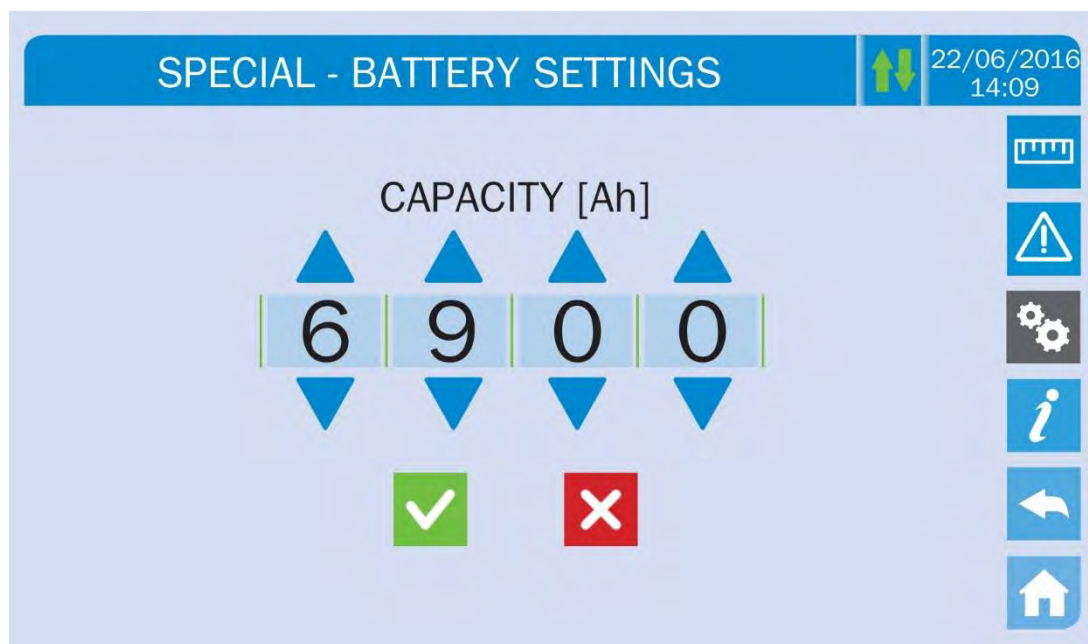 SPECIAL - BATTERY SETTINGS
22/06/2016
14:09
CAPACITY [Ah]
6 9 0 0
i